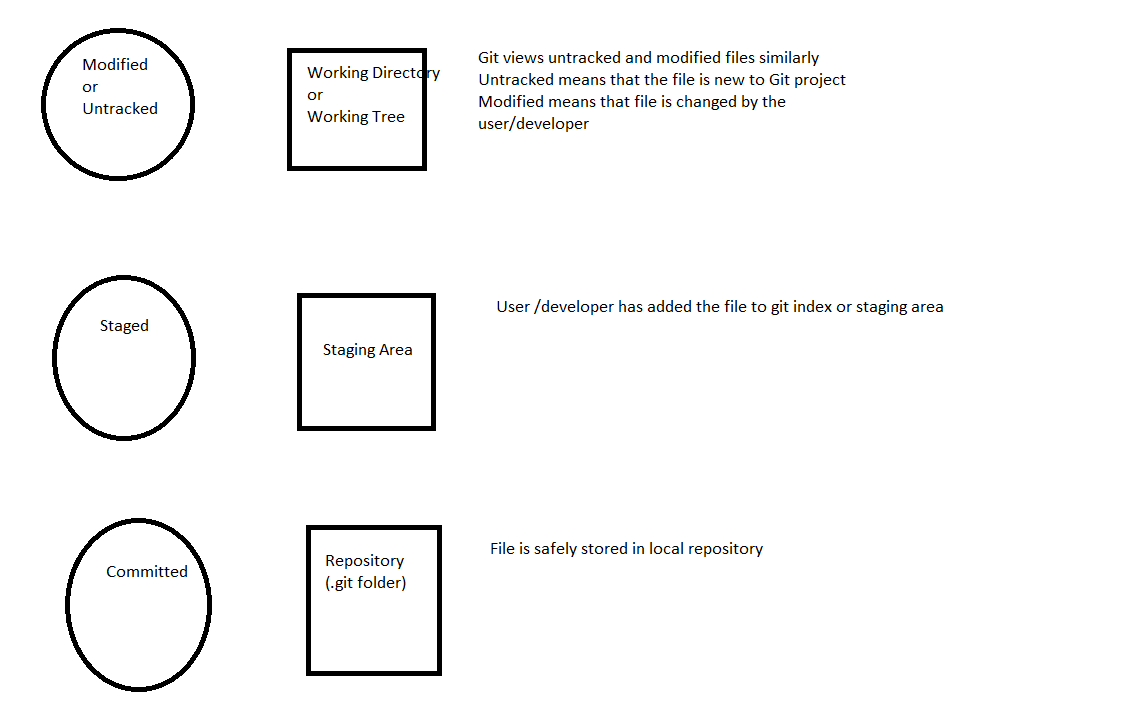 Modified
or
Untracked
Working Directory
or
Working Tree
Git views untracked and modified files similarly
Untracked means that the file is new to Git project
Modified means that file is changed by the
user/developer
Staged
Staging Area
User /developer has added the file to git index or staging area
Committed
Repository
(.git folder)
File is safely stored in local repository